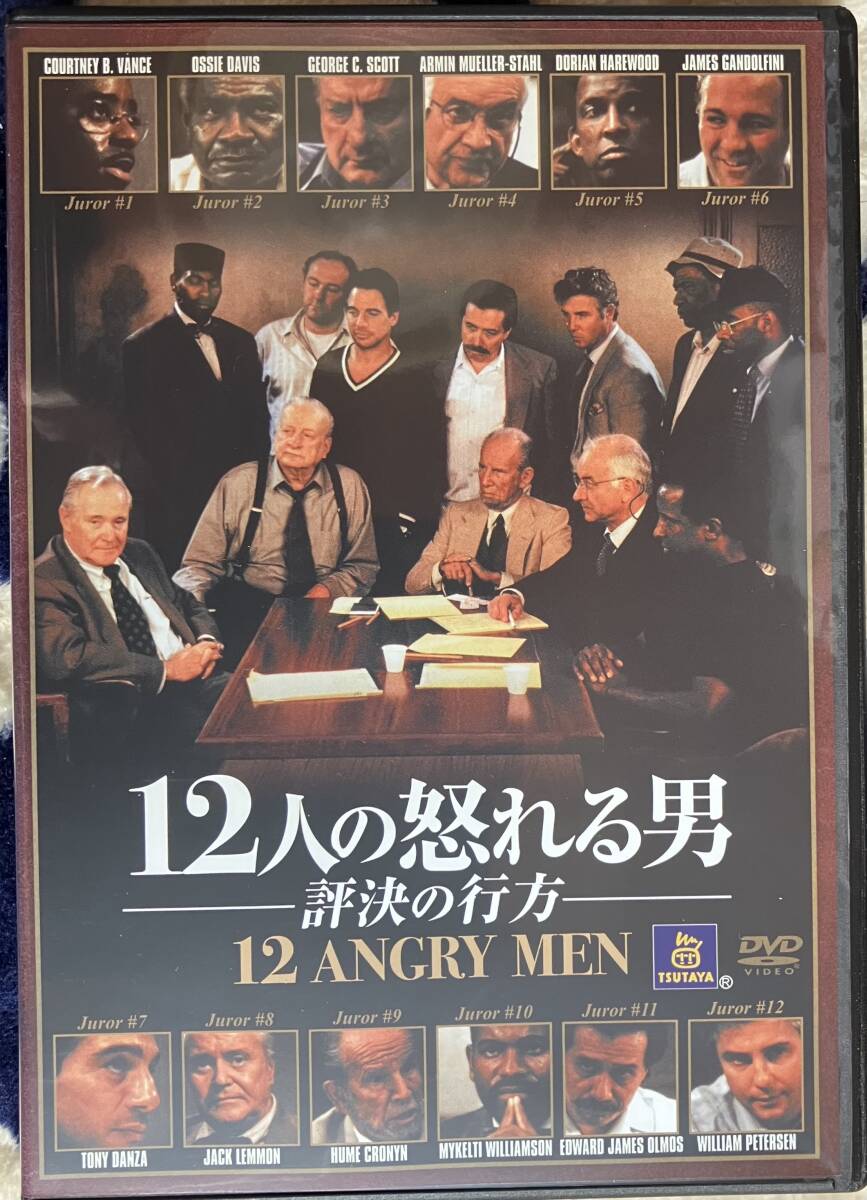 COURTNEY B. VANCE OSSIE DAVIS GEORGE C. SCOTT ARMIN MUELLER-STAHL DORIAN HAREWOOD JAMES GANDOLFINI
Juror #1 Juror #2 Juror #3 Juror #4 Juror #5 Juror #6
12人の怒れる男
評決の行方
12 ANGRY MEN
TSUTAYA ®
DVD
VIDEO
Juror #7 Juror #8 Juror #9 Juror #10 Juror #11 Juror #12
TONY DANZA JACK LEMMON HUME CRONYN MYKELTI WILLIAMSON EDWARD JAMES OLMOS WILLIAM PETERSEN